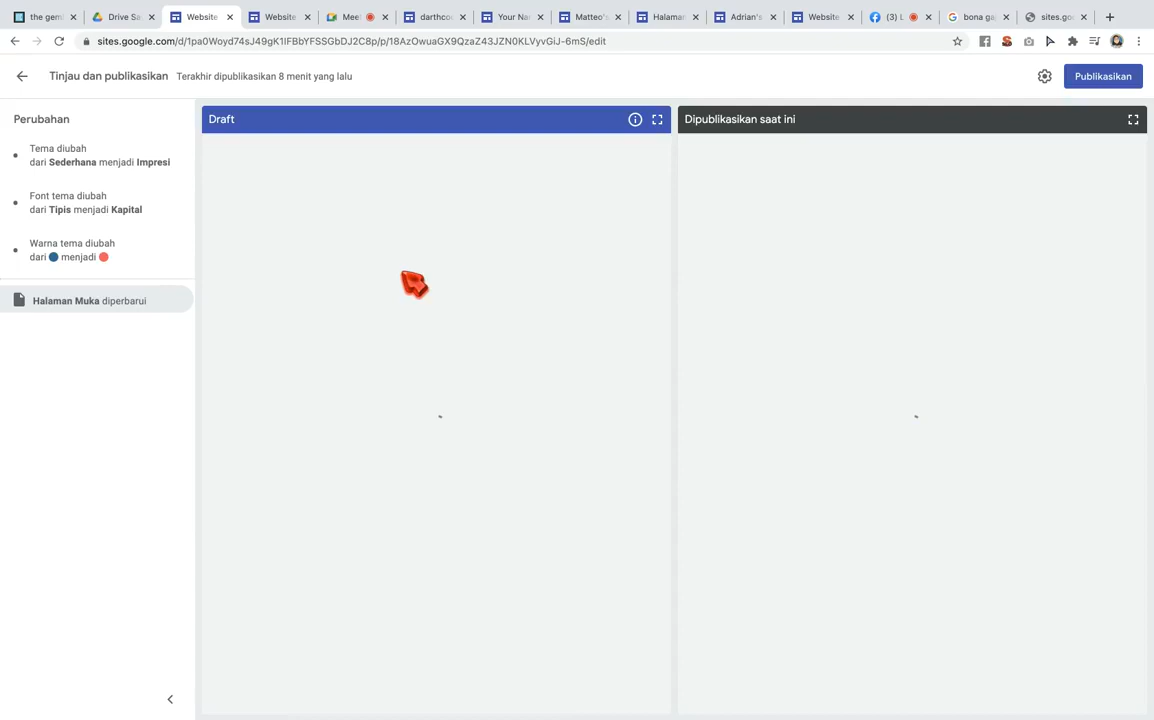 the gem
Drive Sa
Website
Website
Meet
darthco
Your Na
Matteo's
Halaman
Adrian's
Website
(3) L
bona ga
sites.go
sites.google.com/d/1pa0Woyd74sJ49gK1IFBbYFSSGbDJ2C8p/p/18AzOwuaGX9QzaZ43JZN0KLVyvGiJ-6mS/edit
Tinjau dan publikasikan Terakhir dipublikasikan 8 menit yang lalu
Publikasikan
Perubahan
Draft
Dipublikasikan saat ini
Tema diubah
dari Sederhana menjadi Impresi
Font tema diubah
dari Tipis menjadi Kapital
Warna tema diubah
dari menjadi
Halaman Muka diperbarui